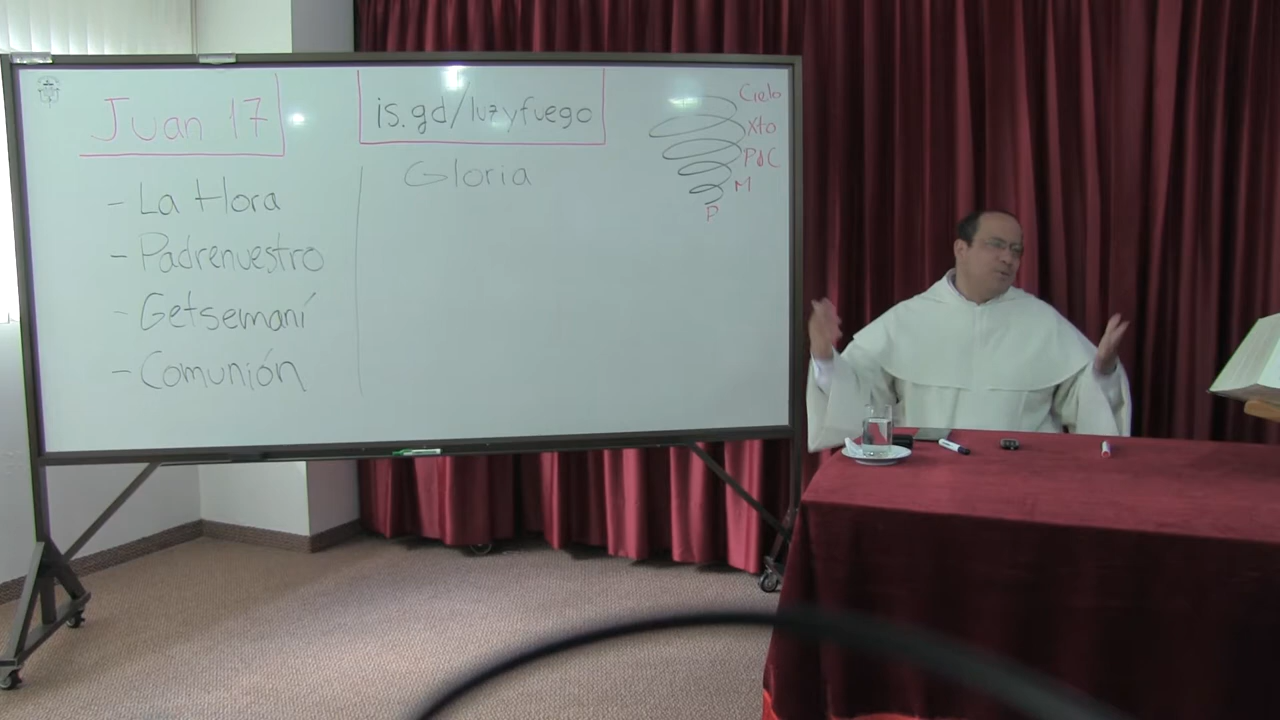 Juan 17
- La Hora
- Padrenuestro
- Getsemaní
- Comunión
is.gd/luzyfuego
Gloria
Cielo
Xto
PdC
M
P